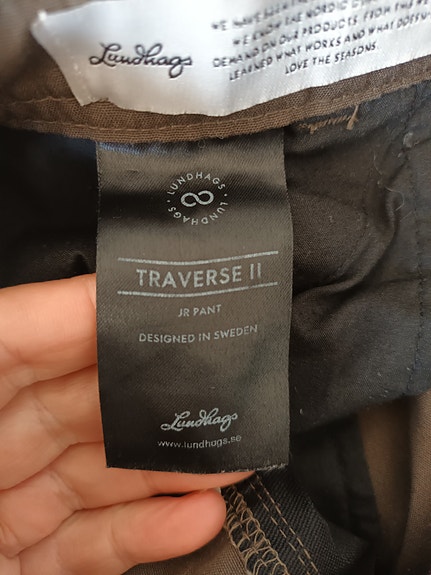 Lundhags
WE KNOW THE NORDIC
DEMAND ON OUR PRODUCTS. FROM
LEARNED WHAT WORKS AND WHAT DOESN'
LOVE THE SEASONS.
LUNDHAGS · LUNDHAGS ·
TRAVERSE II
JR PANT
DESIGNED IN SWEDEN
Lundhags
www.lundhags.se